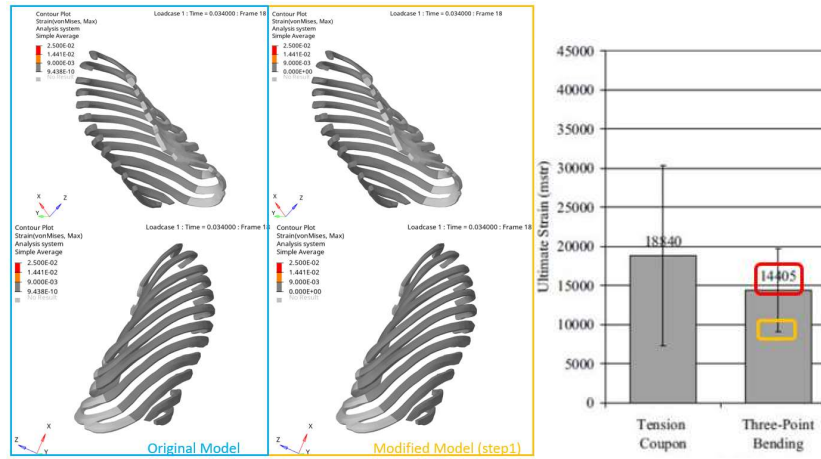 Contour Plot
Strain(vonMises, Max)
Analysis system
Simple Average
2.500E-02
1.441E-02
9.000E-03
9.438E-10
No Result
Loadcase 1 : Time = 0.034000 : Frame 18
X
Z
Y
Contour Plot
Strain(vonMises, Max)
Analysis system
Simple Average
2.500E-02
1.441E-02
9.000E-03
0.000E+00
No Result
Loadcase 1 : Time = 0.034000 : Frame 18
X
Z
Y
Contour Plot
Strain(vonMises, Max)
Analysis system
Simple Average
2.500E-02
1.441E-02
9.000E-03
9.438E-10
No Result
Loadcase 1 : Time = 0.034000 : Frame 18
Z
X
Y
Original Model
Contour Plot
Strain(vonMises, Max)
Analysis system
Simple Average
2.500E-02
1.441E-02
9.000E-03
0.000E+00
No Result
Loadcase 1 : Time = 0.034000 : Frame 18
Z
X
Y
Modified Model (step1)
Ultimate Strain (mstr)
45000
40000
35000
30000
25000
20000
15000
10000
5000
0
18840
14405
Tension
Coupon
Three-Point
Bending